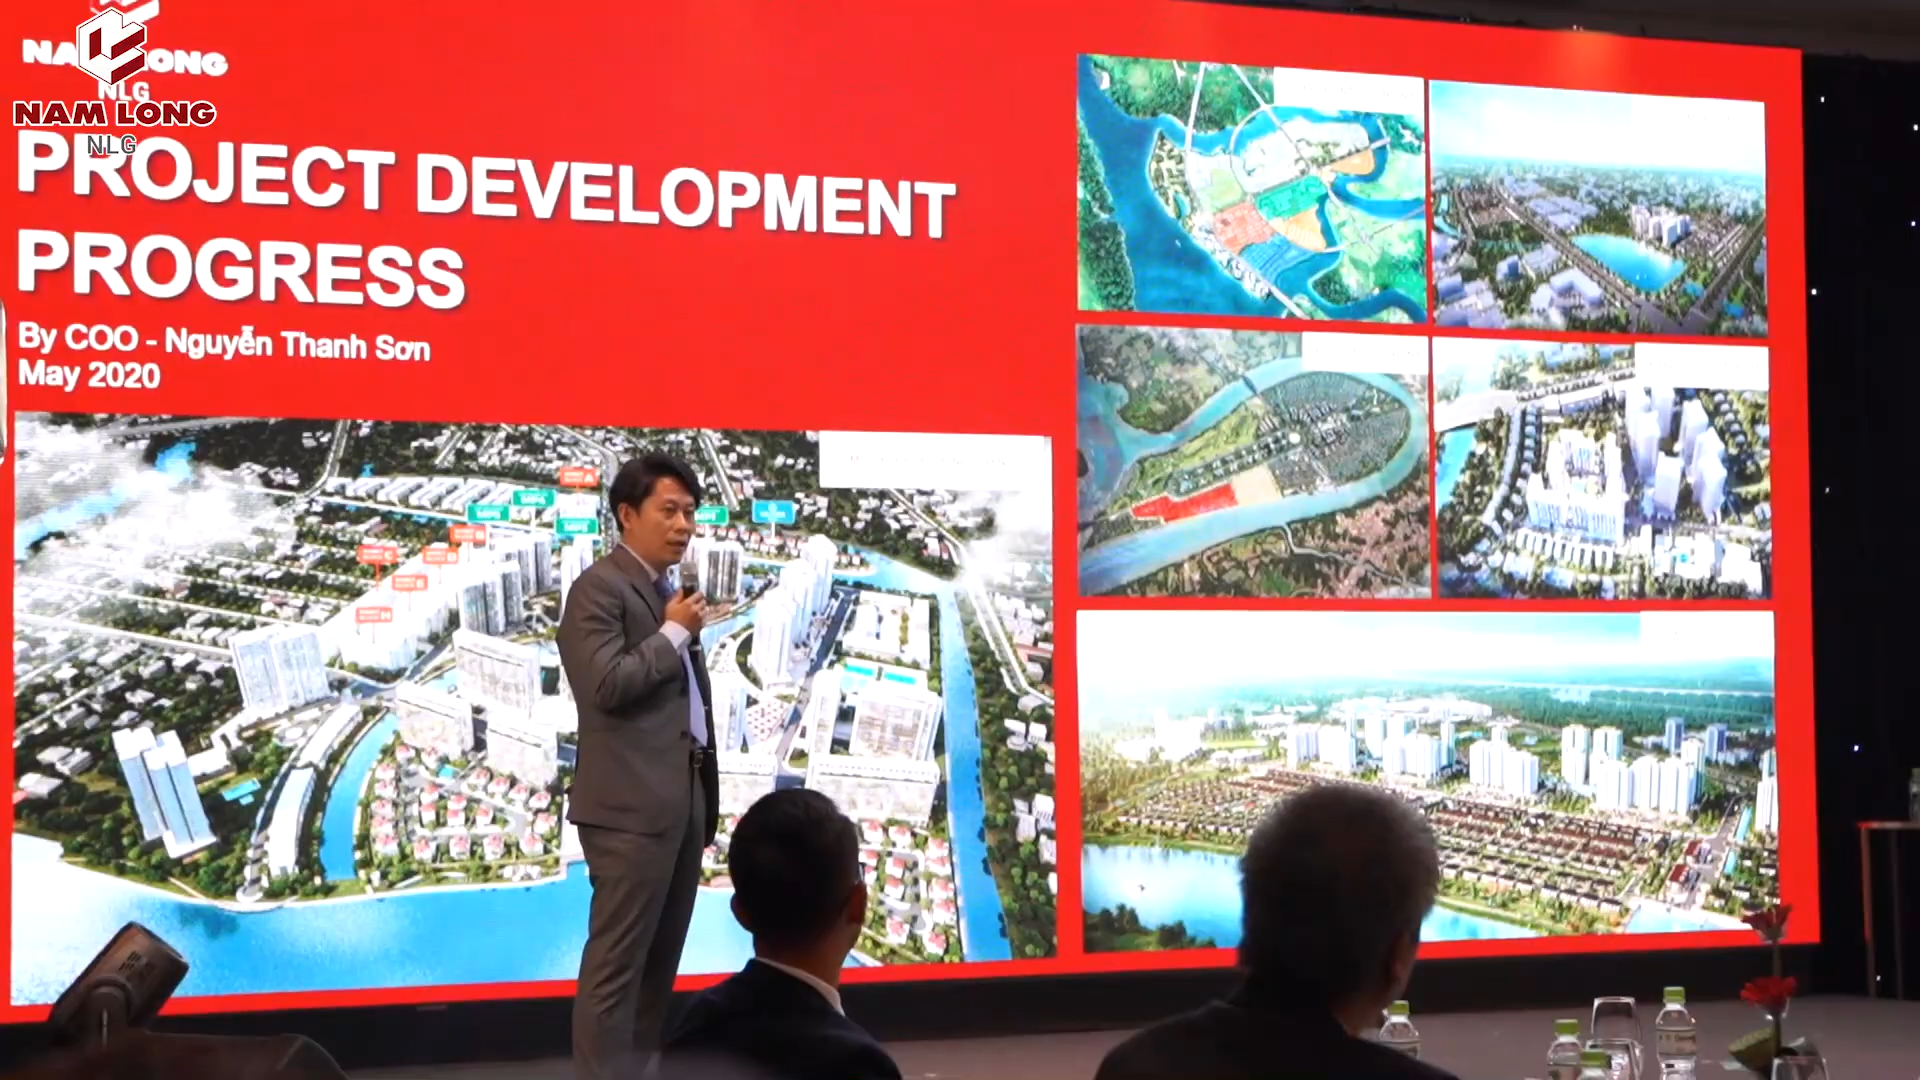 NAM LONG
NLG
NAM LONG
NLG
PROJECT DEVELOPMENT
PROGRESS
By COO - Nguyễn Thanh Sơn
May 2020